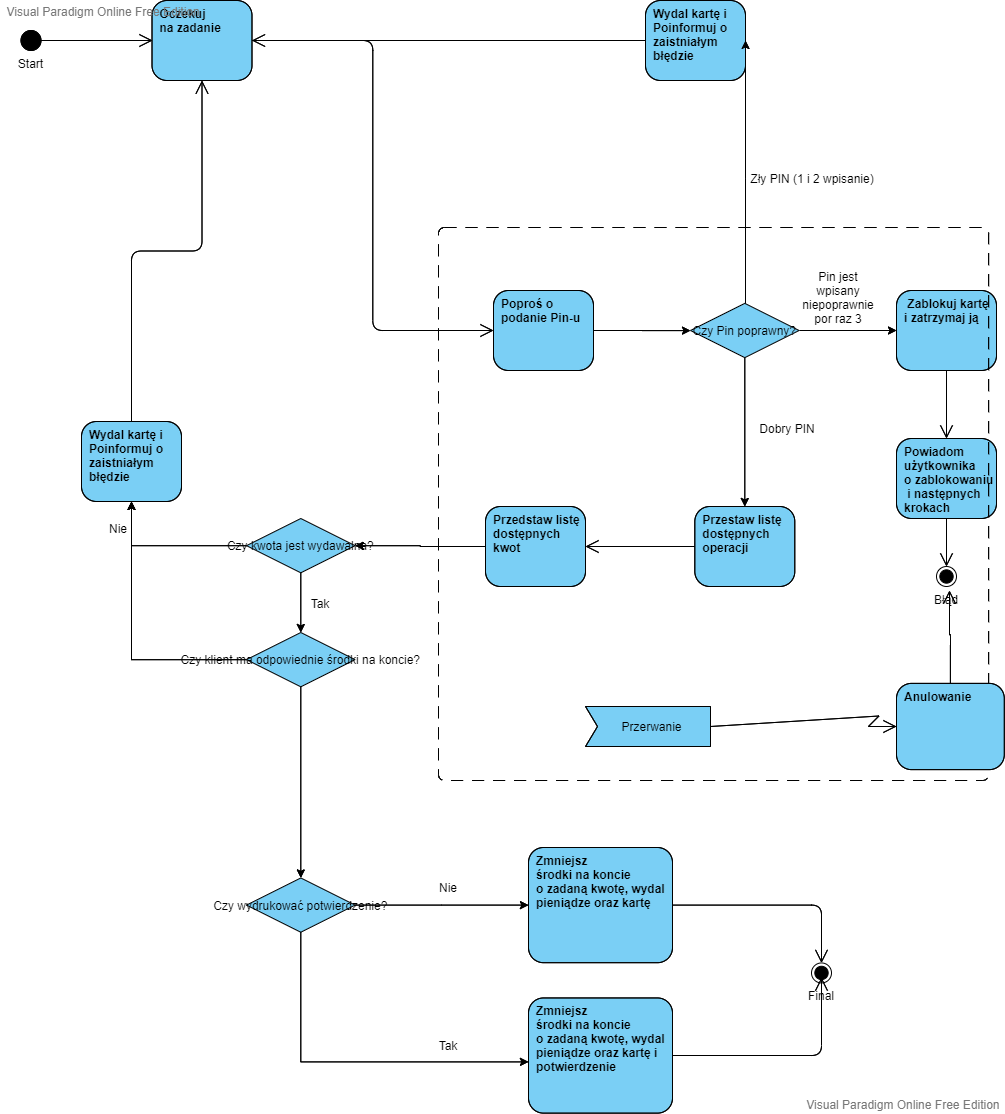 Visual Paradigm Online Free Edition
Oczekuj
na zadanie
Start
Wydal kartę i
Poinformuj o
zaistniałym
błędzie
Zły PIN (1 i 2 wpisanie)
Poproś o
podanie Pin-u
Czy Pin poprawny?
Pin jest
wpisany
niepoprawnie
por raz 3
Zablokuj kartę
i zatrzymaj ją
Dobry PIN
Wydal kartę i
Poinformuj o
zaistniałym
błędzie
Powiadom
użytkownika
o zablokowaniu
i następnych
krokach
Nie
Czy kwota jest wydawalna?
Przedstaw listę
dostępnych
kwot
Przestaw listę
dostępnych
operacji
Błąd
Tak
Czy klient ma odpowiednie środki na koncie?
Przerwanie
Anulowanie
Czy wydrukować potwierdzenie?
Nie
Zmniejsz
środki na koncie
o zadaną kwotę, wydal
pieniądze oraz kartę
Final
Tak
Zmniejsz
środki na koncie
o zadaną kwotę, wydal
pieniądze oraz kartę i
potwierdzenie
Visual Paradigm Online Free Edition